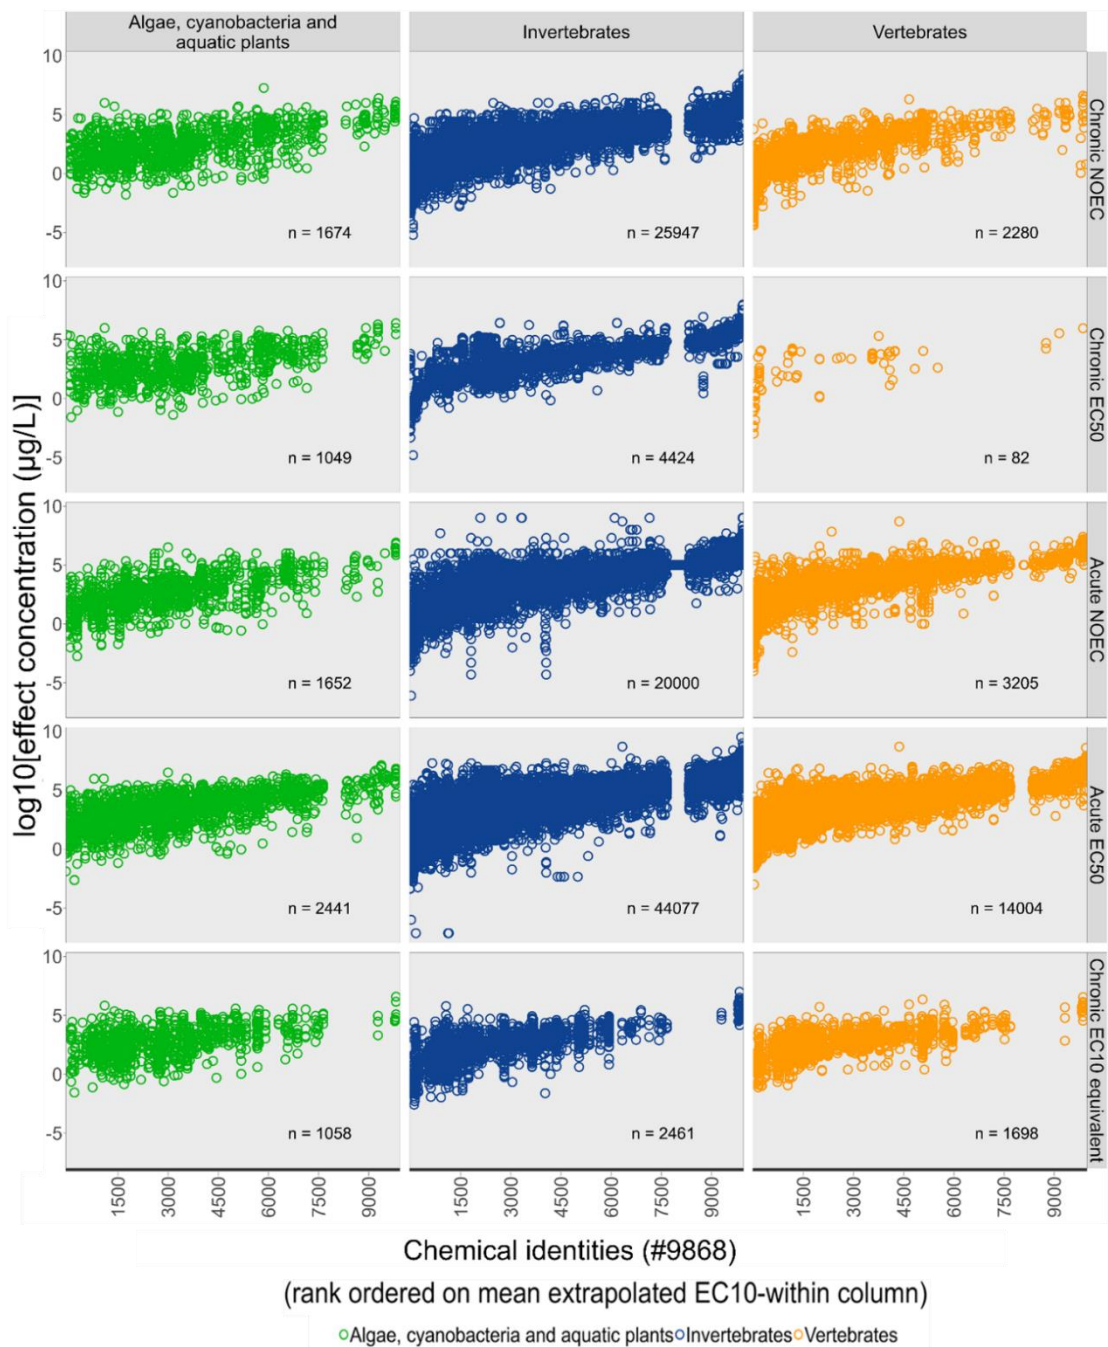 Algae, cyanobacteria and
aquatic plants
Invertebrates
Vertebrates
10
5
0
-5
n = 1674
n = 25947
n = 2280
Chronic NOEC
10
5
0
-5
n = 1049
n = 4424
n = 82
Chronic EC50
log10[effect concentration (µg/L)]
10
5
0
-5
n = 1652
n = 20000
n = 3205
Acute NOEC
10
5
0
-5
n = 2441
n = 44077
n = 14004
Acute EC50
10
5
0
-5
n = 1058
n = 2461
n = 1698
Chronic EC10 equivalent
1500 3000 4500 6000 7500 9000
1500 3000 4500 6000 7500 9000
1500 3000 4500 6000 7500 9000
Chemical identities (#9868)
(rank ordered on mean extrapolated EC10-within column)
Algae, cyanobacteria and aquatic plants Invertebrates Vertebrates